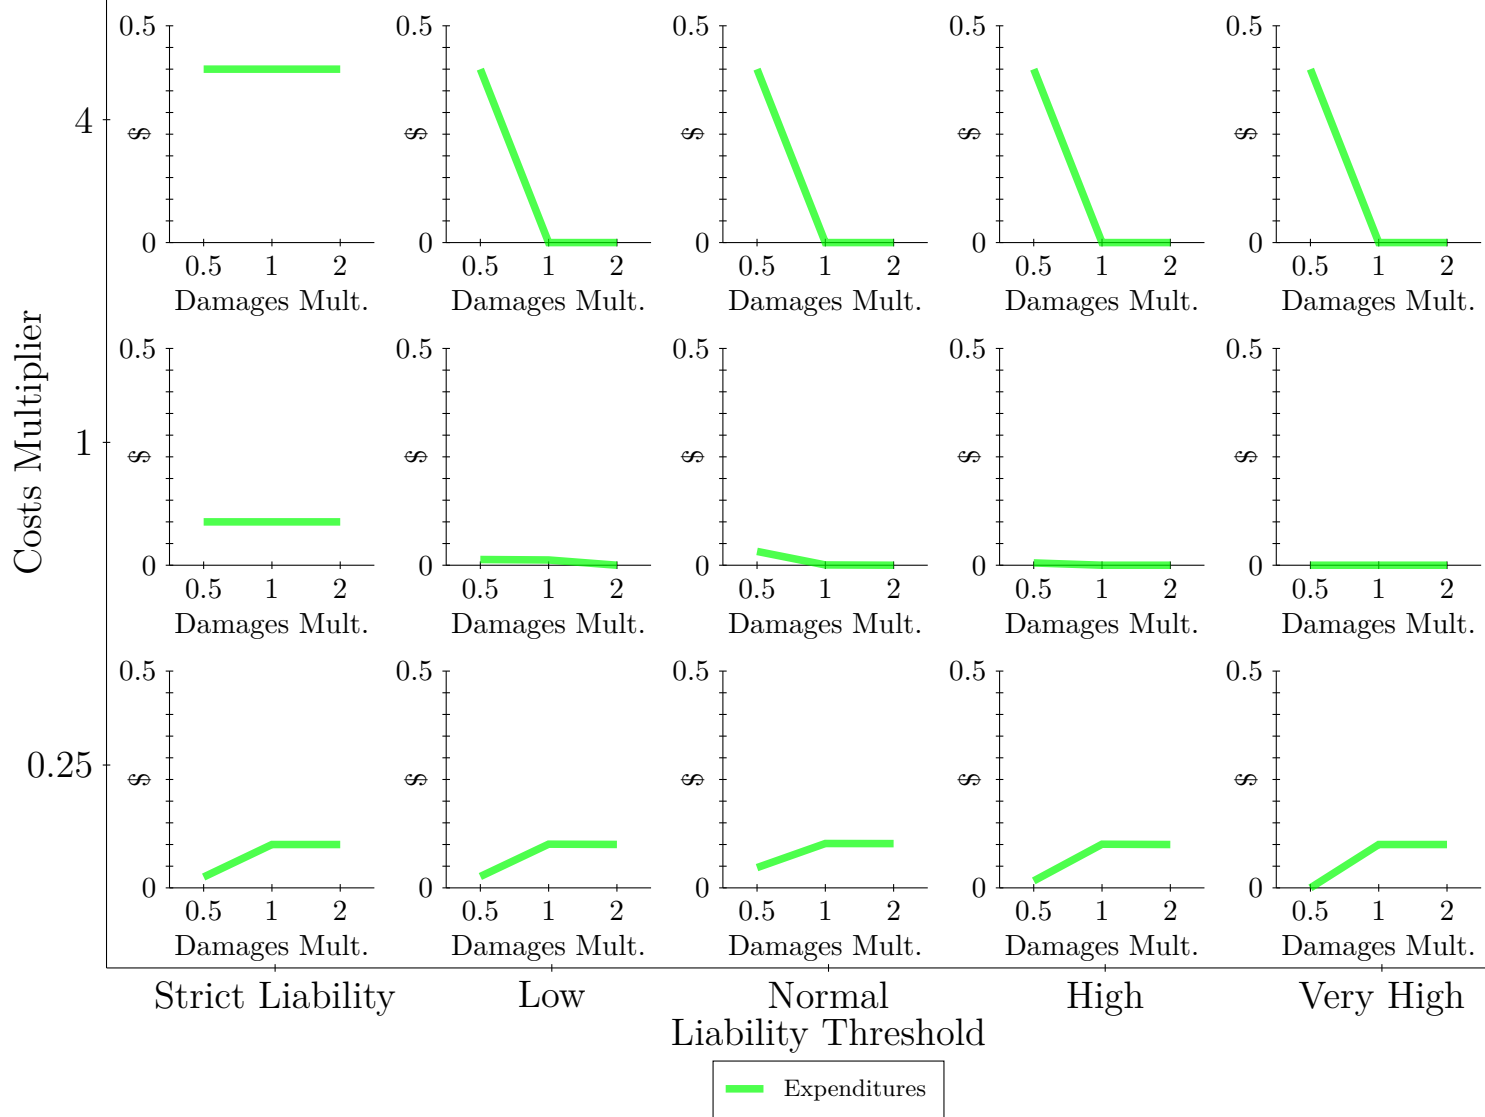 0.5 0.5 0.5 0.5 0.5
4 $ $ $ $ $
0 0 0 0 0
0.5 1 2 0.5 1 2 0.5 1 2 0.5 1 2 0.5 1 2
Damages Mult. Damages Mult. Damages Mult. Damages Mult. Damages Mult.
Costs Multiplier
0.5 0.5 0.5 0.5 0.5
1 $ $ $ $ $
0 0 0 0 0
0.5 1 2 0.5 1 2 0.5 1 2 0.5 1 2 0.5 1 2
Damages Mult. Damages Mult. Damages Mult. Damages Mult. Damages Mult.
0.5 0.5 0.5 0.5 0.5
0.25 $ $ $ $ $
0 0 0 0 0
0.5 1 2 0.5 1 2 0.5 1 2 0.5 1 2 0.5 1 2
Damages Mult. Damages Mult. Damages Mult. Damages Mult. Damages Mult.
Strict Liability Low Normal High Very High
Liability Threshold
Expenditures